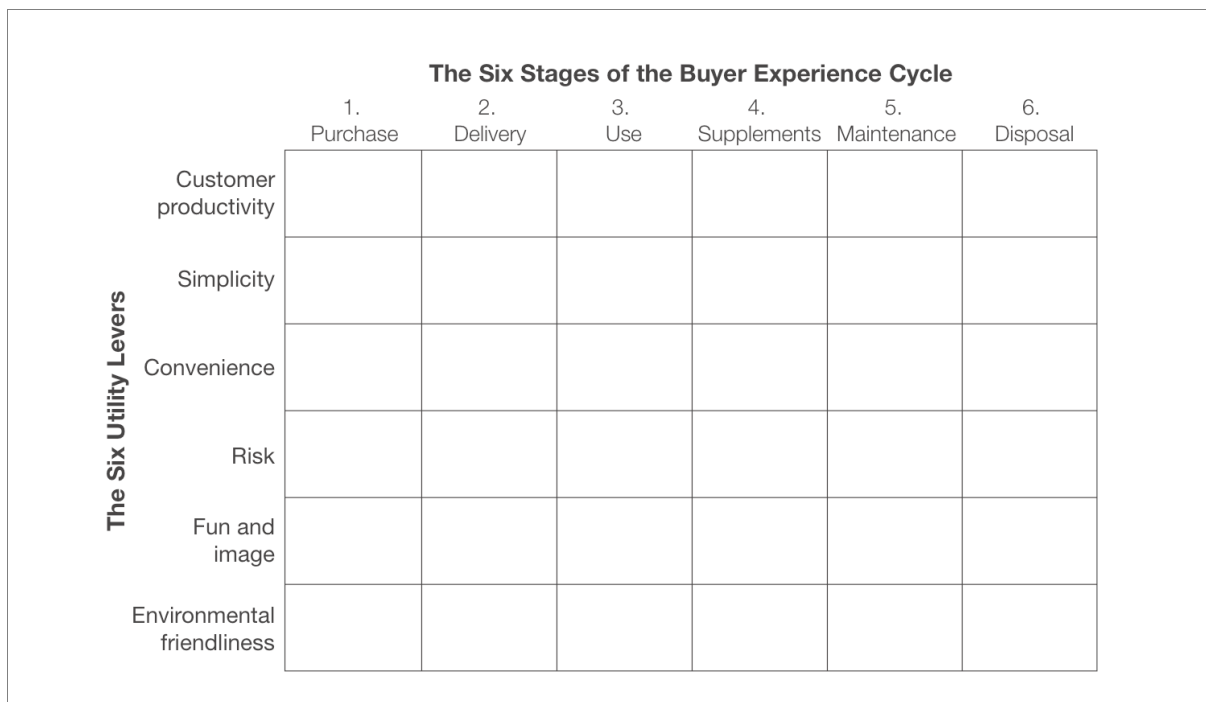 The Six Stages of the Buyer Experience Cycle
1. 2. 3. 4. 5. 6.
Purchase Delivery Use Supplements Maintenance Disposal
The Six Utility Levers
Customer
productivity
Simplicity
Convenience
Risk
Fun and
image
Environmental
friendliness